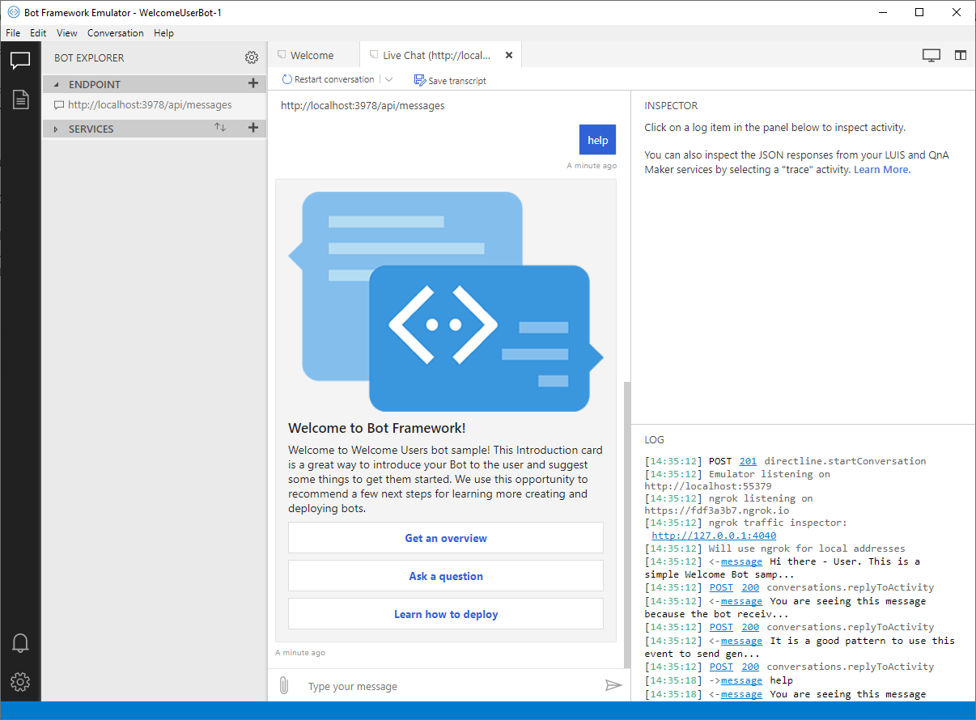 Bot Framework Emulator - WelcomeUserBot-1
File Edit View Conversation Help
BOT EXPLORER
ENDPOINT
http://localhost:3978/api/messages
SERVICES
Welcome
Live Chat (http://local...
Restart conversation
Save transcript
http://localhost:3978/api/messages
help
A minute ago
Welcome to Bot Framework!
Welcome to Welcome Users bot sample! This Introduction card
is a great way to introduce your Bot to the user and suggest
some things to get them started. We use this opportunity to
recommend a few next steps for learning more creating and
deploying bots.
Get an overview
Ask a question
Learn how to deploy
A minute ago
Type your message
INSPECTOR
Click on a log item in the panel below to inspect activity.
You can also inspect the JSON responses from your LUIS and QnA
Maker services by selecting a "trace" activity. Learn More.
LOG
[14:35:12] POST 201 directline.startConversation
[14:35:12] Emulator listening on
http://localhost:55379
[14:35:12] ngrok listening on
https://fdf3a3b7.ngrok.io
[14:35:12] ngrok traffic inspector:
http://127.0.0.1:4040
[14:35:12] Will use ngrok for local addresses
[14:35:12] <-message Hi there - User. This is a
simple Welcome Bot samp...
[14:35:12] POST 200 conversations.replyToActivity
[14:35:12] <-message You are seeing this message
because the bot receiv...
[14:35:12] POST 200 conversations.replyToActivity
[14:35:12] <-message It is a good pattern to use this
event to send gen...
[14:35:12] POST 200 conversations.replyToActivity
[14:35:18] ->message help
[14:35:18] <-message You are seeing this message